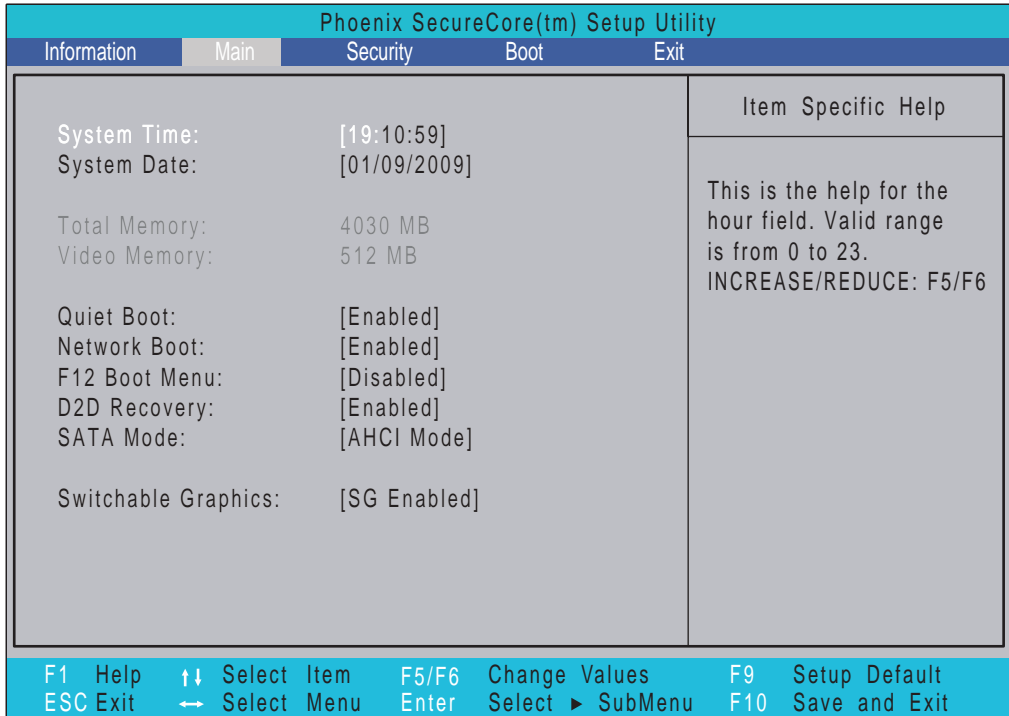 Phoenix SecureCore(tm) Setup Utility
Information Main Security Boot Exit
System Time: [19:10:59]
System Date: [01/09/2009]
Total Memory: 4030 MB
Video Memory: 512 MB
Quiet Boot: [Enabled]
Network Boot: [Enabled]
F12 Boot Menu: [Disabled]
D2D Recovery: [Enabled]
SATA Mode: [AHCI Mode]
Switchable Graphics: [SG Enabled]
Item Specific Help
This is the help for the
hour field. Valid range
is from 0 to 23.
INCREASE/REDUCE: F5/F6
F1 Help ↑↓ Select Item F5/F6 Change Values F9 Setup Default
ESC Exit ↔ Select Menu Enter Select ► SubMenu F10 Save and Exit